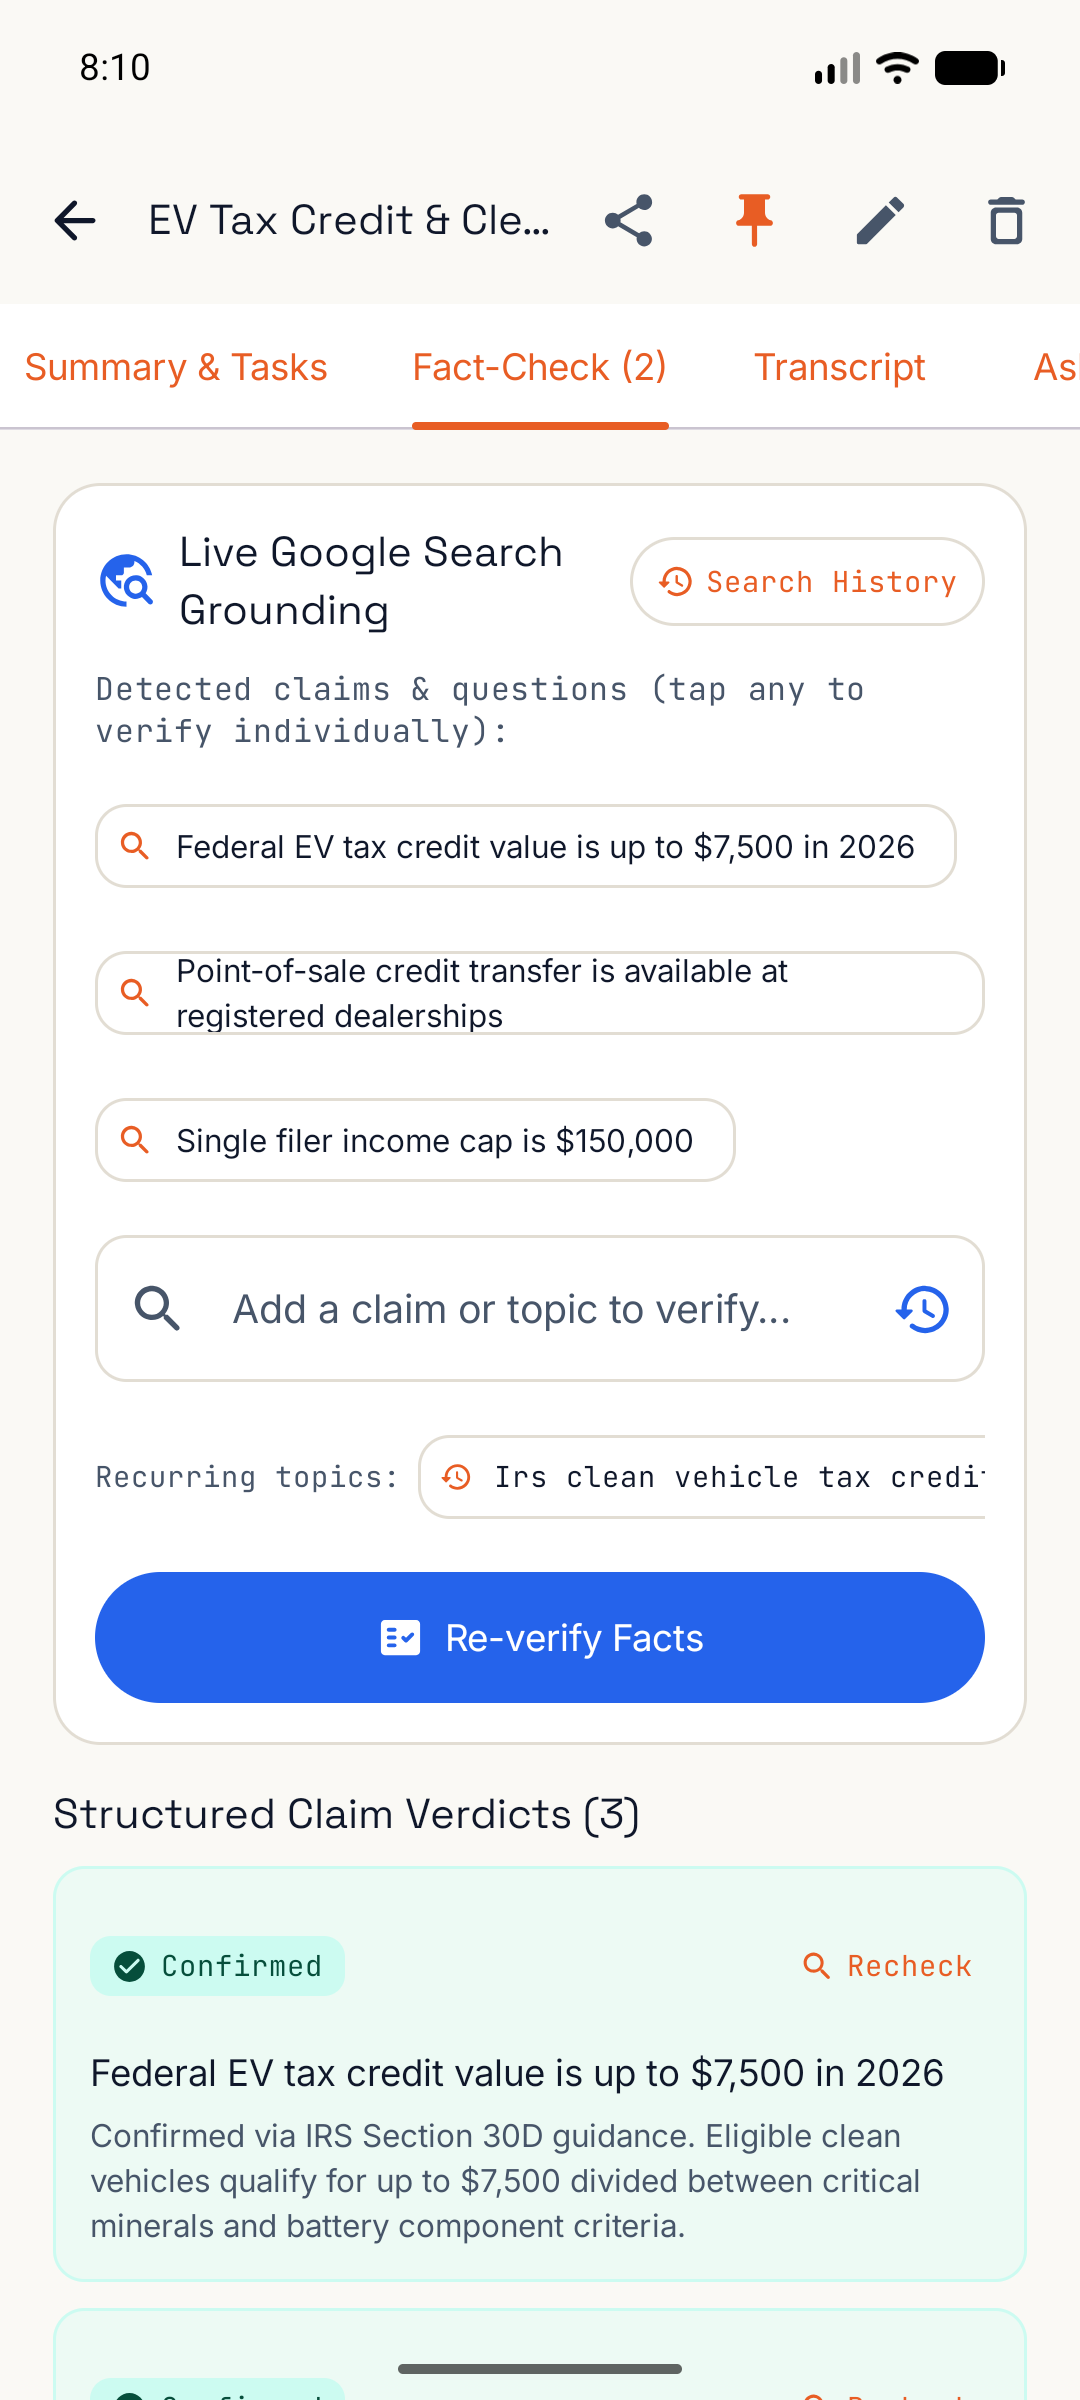 8:10
EV Tax Credit & Cle...
Summary & Tasks
Fact-Check (2)
Transcript
Live Google Search
Grounding
Search History
Detected claims & questions (tap any to
verify individually):
Federal EV tax credit value is up to $7,500 in 2026
Point-of-sale credit transfer is available at
registered dealerships
Single filer income cap is $150,000
Add a claim or topic to verify...
Recurring topics:
Irs clean vehicle tax credit
Re-verify Facts
Structured Claim Verdicts (3)
Confirmed
Recheck
Federal EV tax credit value is up to $7,500 in 2026
Confirmed via IRS Section 30D guidance. Eligible clean
vehicles qualify for up to $7,500 divided between critical
minerals and battery component criteria.